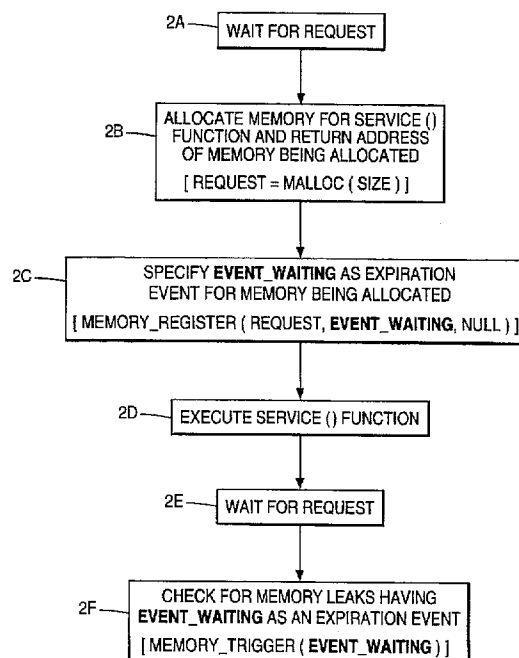 2A
WAIT FOR REQUEST
2B
ALLOCATE MEMORY FOR SERVICE ()
FUNCTION AND RETURN ADDRESS
OF MEMORY BEING ALLOCATED
[ REQUEST = MALLOC ( SIZE ) ]
2C
SPECIFY EVENT_WAITING AS EXPIRATION
EVENT FOR MEMORY BEING ALLOCATED
[ MEMORY_REGISTER ( REQUEST, EVENT_WAITING, NULL ) ]
2D
EXECUTE SERVICE () FUNCTION
2E
WAIT FOR REQUEST
2F
CHECK FOR MEMORY LEAKS HAVING
EVENT_WAITING AS AN EXPIRATION EVENT
[ MEMORY_TRIGGER ( EVENT_WAITING ) ]